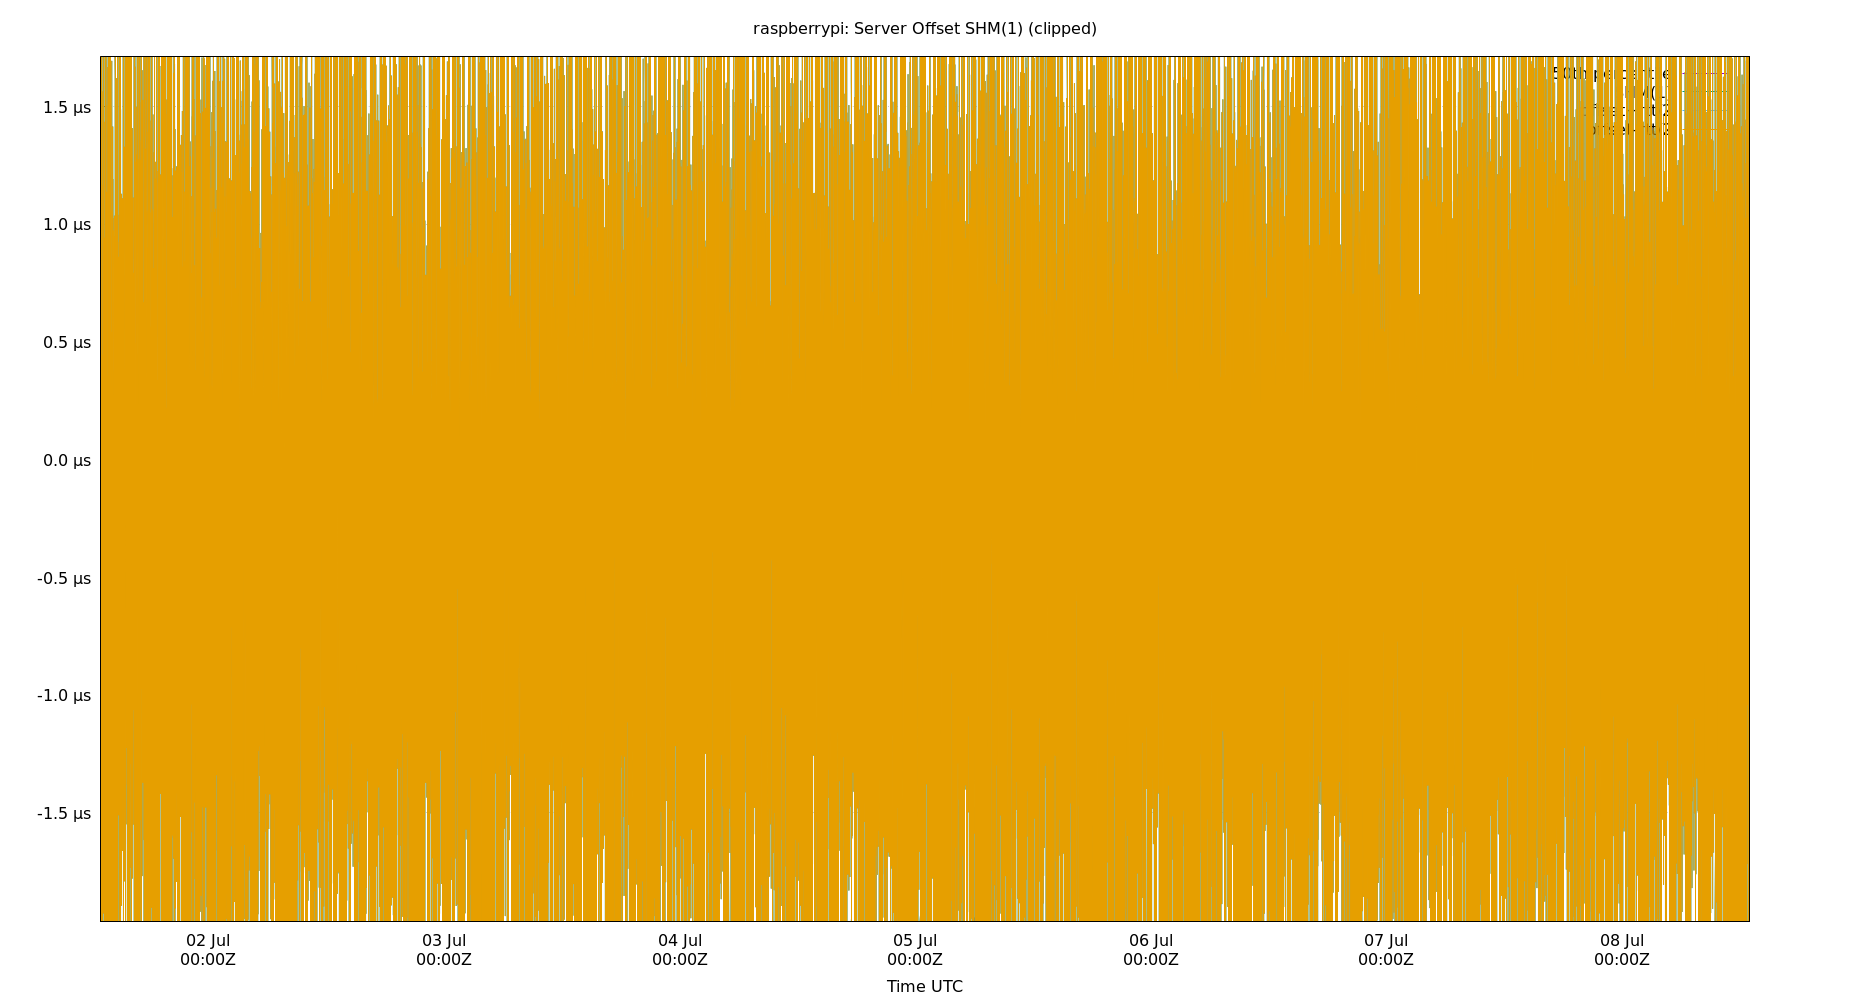 raspberrypi: Server Offset SHM(1) (clipped)
50th percentile
1.5 µs
1.0 µs
0.5 µs
0.0 µs
-0.5 µs
-1.0 µs
-1.5 µs
02 Jul 03 Jul 04 Jul 05 Jul 06 Jul 07 Jul 08 Jul
00:00Z 00:00Z 00:00Z 00:00Z 00:00Z 00:00Z 00:00Z
Time UTC